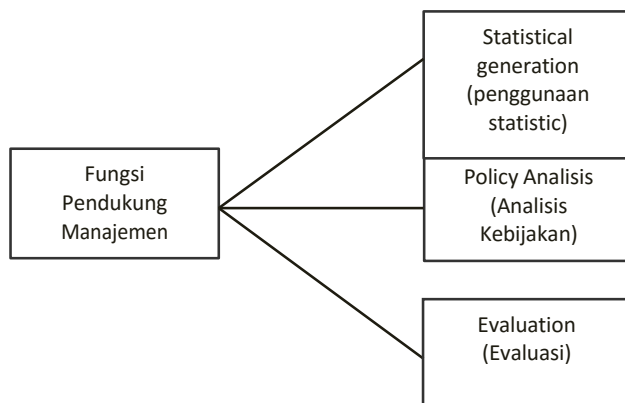 Fungsi
Pendukung
Manajemen
Statistical
generation
(penggunaan
statistic)
Policy Analisis
(Analisis
Kebijakan)
Evaluation
(Evaluasi)